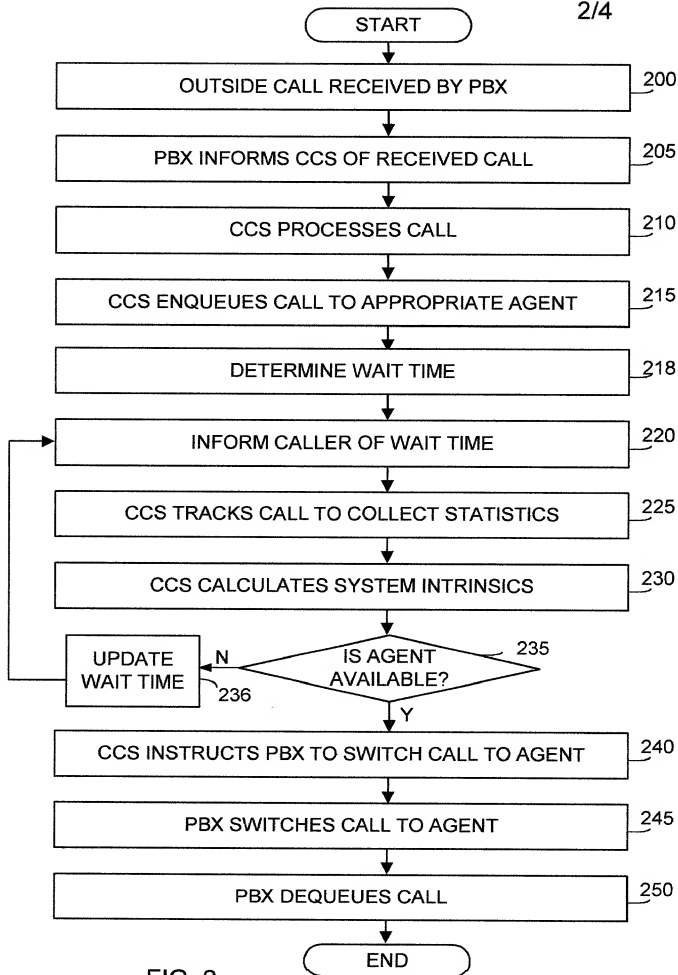 START
2/4
OUTSIDE CALL RECEIVED BY PBX
200
PBX INFORMS CCS OF RECEIVED CALL
205
CCS PROCESSES CALL
210
CCS ENQUEUES CALL TO APPROPRIATE AGENT
215
DETERMINE WAIT TIME
218
INFORM CALLER OF WAIT TIME
220
CCS TRACKS CALL TO COLLECT STATISTICS
225
CCS CALCULATES SYSTEM INTRINSICS
230
IS AGENT
AVAILABLE?
235
N
UPDATE
WAIT TIME
236
Y
CCS INSTRUCTS PBX TO SWITCH CALL TO AGENT
240
PBX SWITCHES CALL TO AGENT
245
PBX DEQUEUES CALL
250
END
FIG.